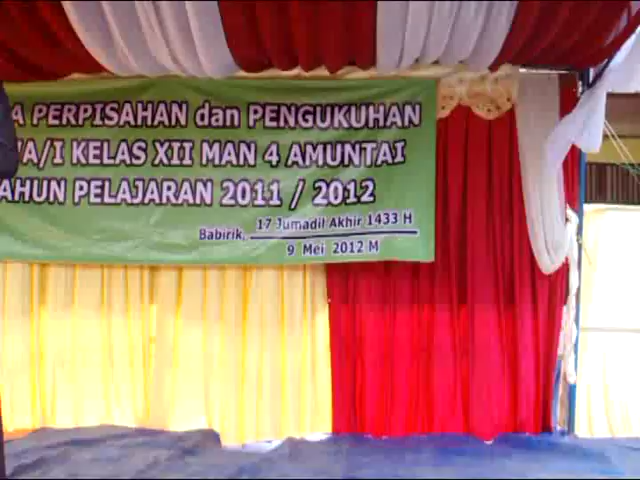 A PERPISAHAN dan PENGUKUHAN
/A/I KELAS XII MAN 4 AMUNTAI
AHUN PELAJARAN 2011 / 2012
Babirik, 17 Jumadil Akhir 1433 H
9 Mei 2012 M